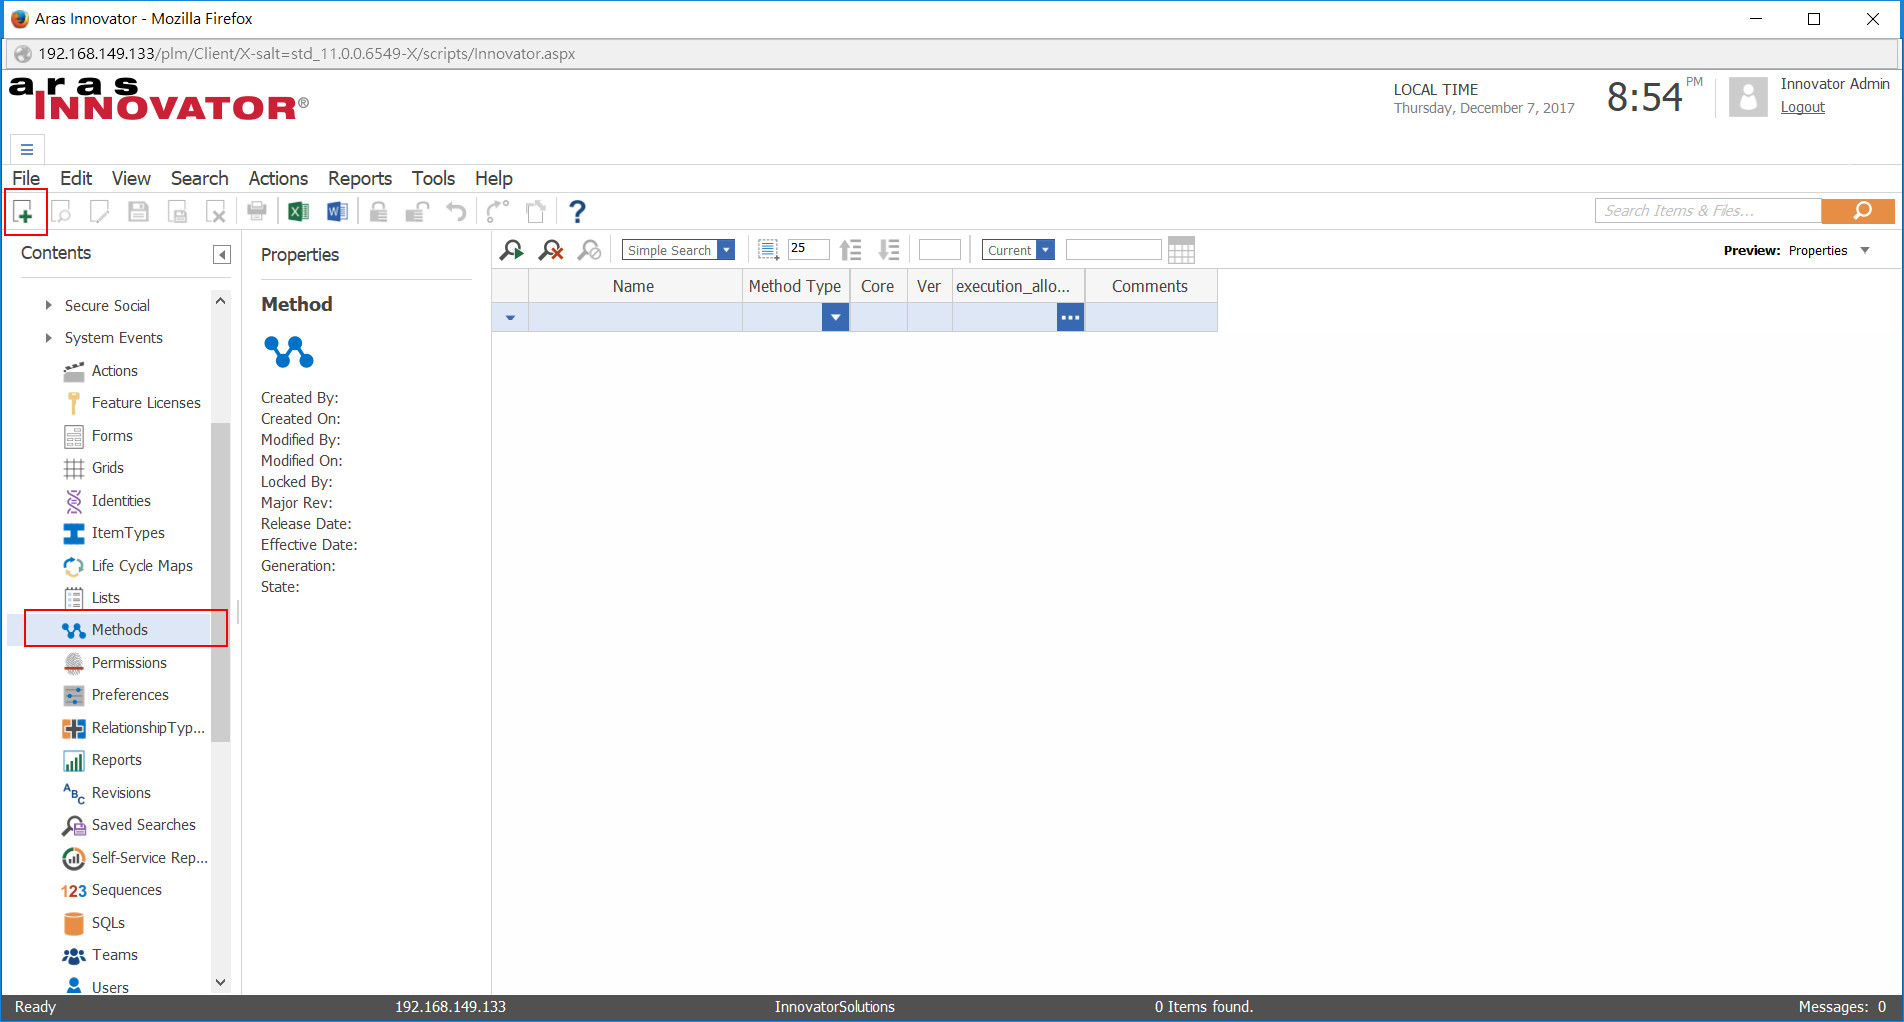 Aras Innovator - Mozilla Firefox
192.168.149.133/plm/Client/X-salt=std_11.0.0.6549-X/scripts/Innovator.aspx
aras
INNOVATOR®
LOCAL TIME
Thursday, December 7, 2017
8:54 PM
Innovator Admin
Logout
File Edit View Search Actions Reports Tools Help
Search Items & Files...
Contents
Secure Social
System Events
Actions
Feature Licenses
Forms
Grids
Identities
ItemTypes
Life Cycle Maps
Lists
Methods
Permissions
Preferences
RelationshipTyp...
Reports
ABC Revisions
Saved Searches
Self-Service Rep...
123 Sequences
SQLs
Teams
Users
Properties
Method
Created By:
Created On:
Modified By:
Modified On:
Locked By:
Major Rev:
Release Date:
Effective Date:
Generation:
State:
Simple Search 25 Current
Preview: Properties
Name Method Type Core Ver execution_allo... Comments
Ready 192.168.149.133 InnovatorSolutions 0 Items found. Messages: 0